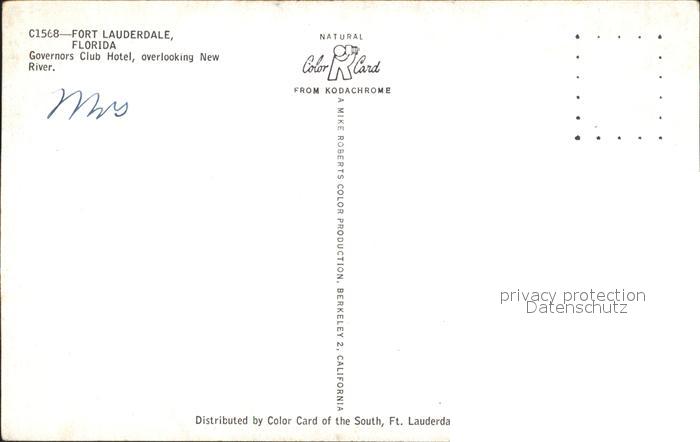 C1568—FORT LAUDERDALE,
FLORIDA
Governors Club Hotel, overlooking New
River.
Mrs
NATURAL
Color Card
FROM KODACHROME
A MIKE ROBERTS COLOR PRODUCTION, BERKELEY 2, CALIFORNIA
privacy protection
Datenschutz
Distributed by Color Card of the South, Ft. Lauderda